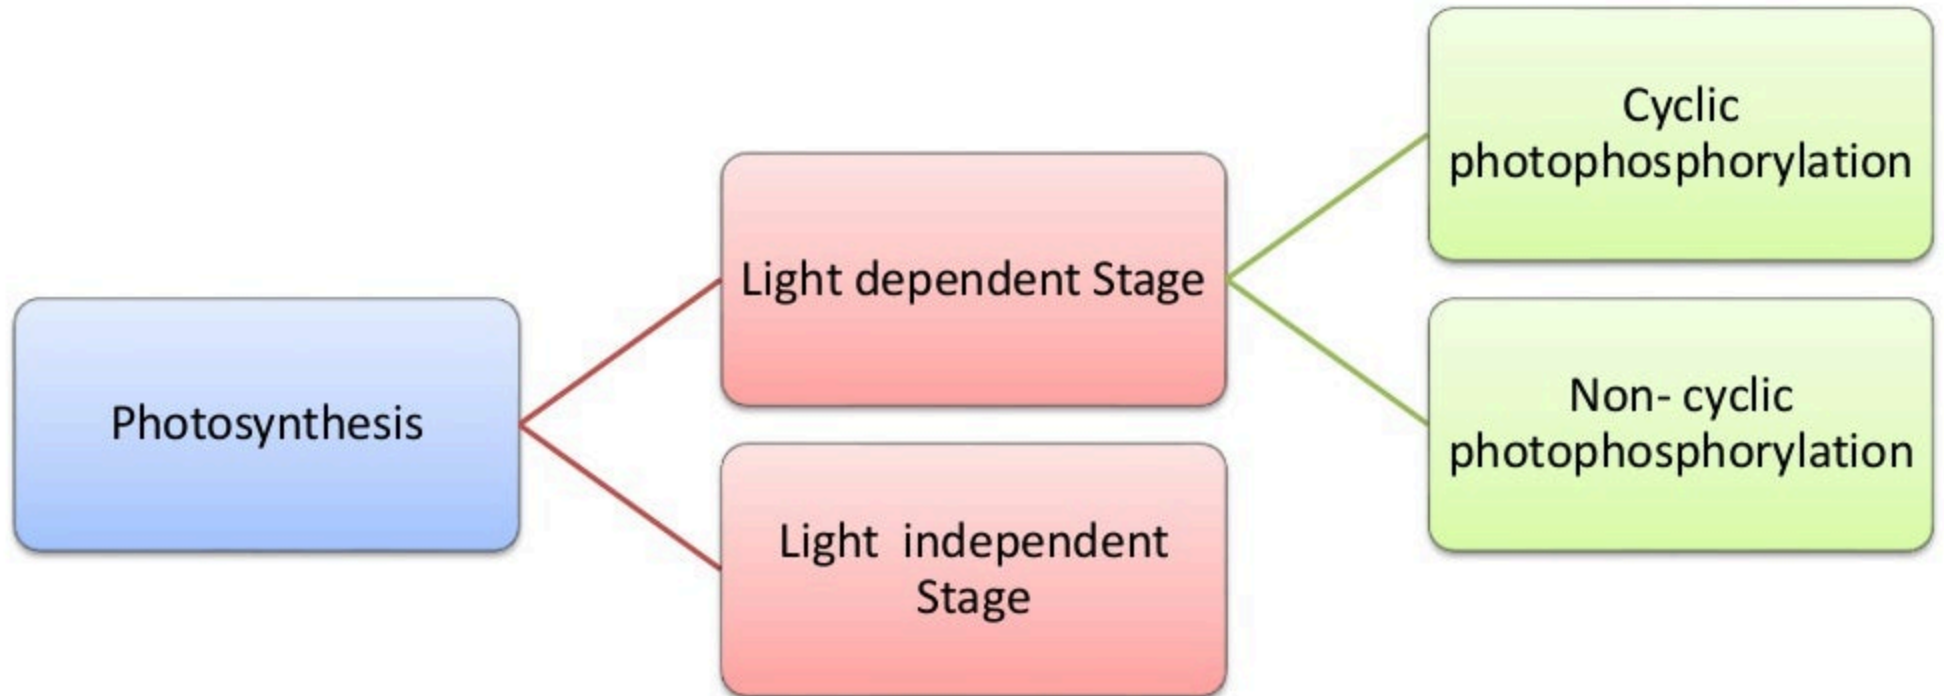 Photosynthesis
Light dependent Stage
Light  independent
Stage
Cyclic
photophosphorylation
Non- cyclic
photophosphorylation